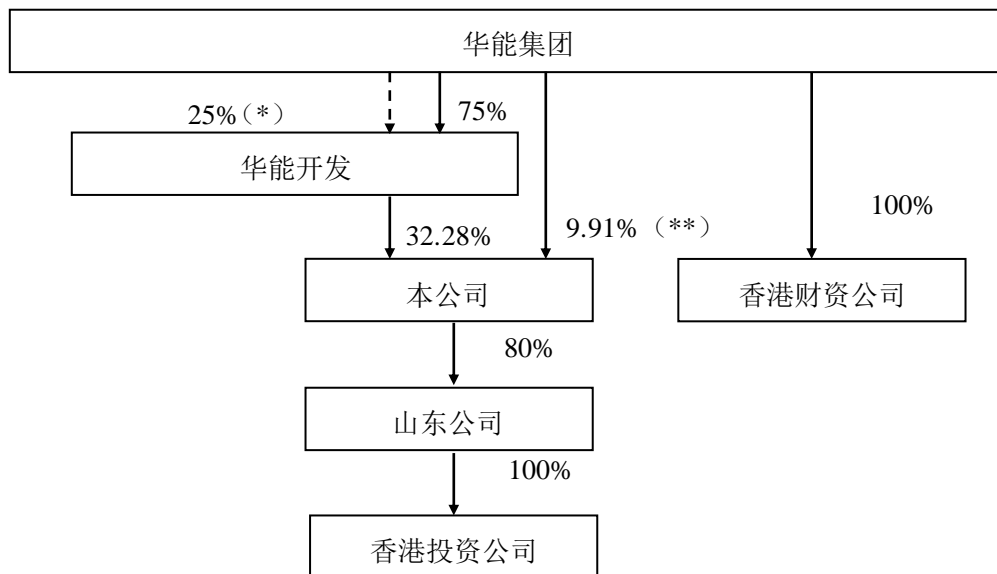 华能集团
25%（*）
75%
华能开发
100%
32.28%
9.91%（**）
本公司
香港财资公司
80%
山东公司
100%
香港投资公司